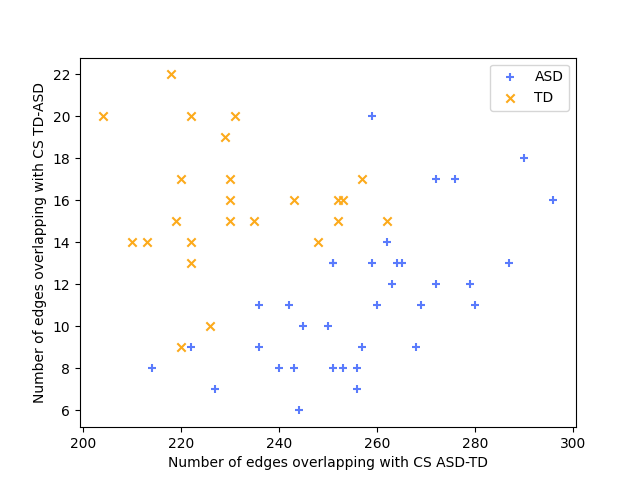 ASD
TD
Number of edges overlapping with CS TD-ASD
22
20
18
16
14
12
10
8
6
200 220 240 260 280 300
Number of edges overlapping with CS ASD-TD